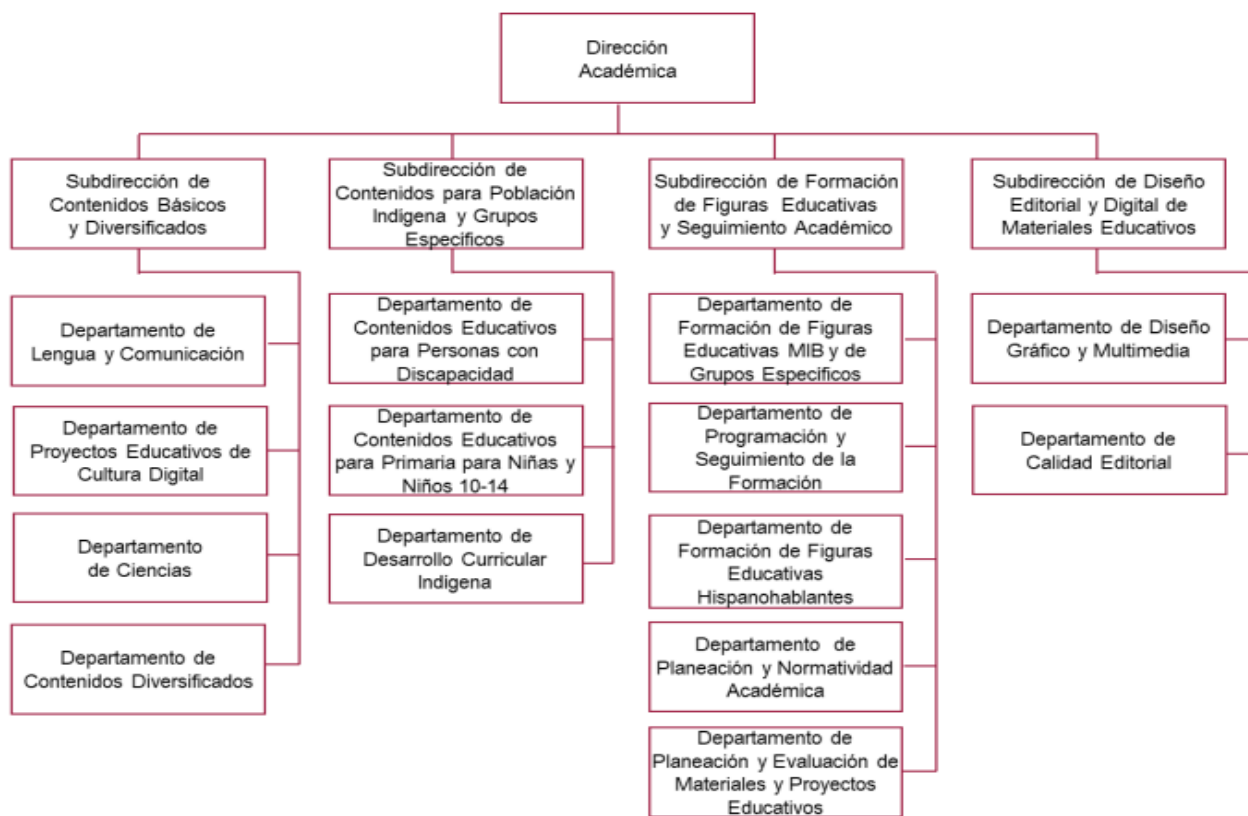 Dirección
Académica
Subdirección de
Contenidos Básicos
y Diversificados
Departamento de
Lengua y Comunicación
Departamento de
Proyectos Educativos de
Cultura Digital
Departamento
de Ciencias
Departamento de
Contenidos Diversificados
Subdirección de
Contenidos para Población
Indígena y Grupos
Específicos
Departamento de
Contenidos Educativos
para Personas con
Discapacidad
Departamento de
Contenidos Educativos
para Primaria para Niñas y
Niños 10-14
Departamento de
Desarrollo Curricular
Indígena
Subdirección de Formación
de Figuras Educativas
y Seguimiento Académico
Departamento de
Formación de Figuras
Educativas MIB y de
Grupos Específicos
Departamento de
Programación y
Seguimiento de la
Formación
Departamento de
Formación de Figuras
Educativas
Hispanohablantes
Departamento de
Planeación y Normatividad
Académica
Departamento de
Planeación y Evaluación de
Materiales y Proyectos
Educativos
Subdirección de Diseño
Editorial y Digital de
Materiales Educativos
Departamento de Diseño
Gráfico y Multimedia
Departamento de
Calidad Editorial